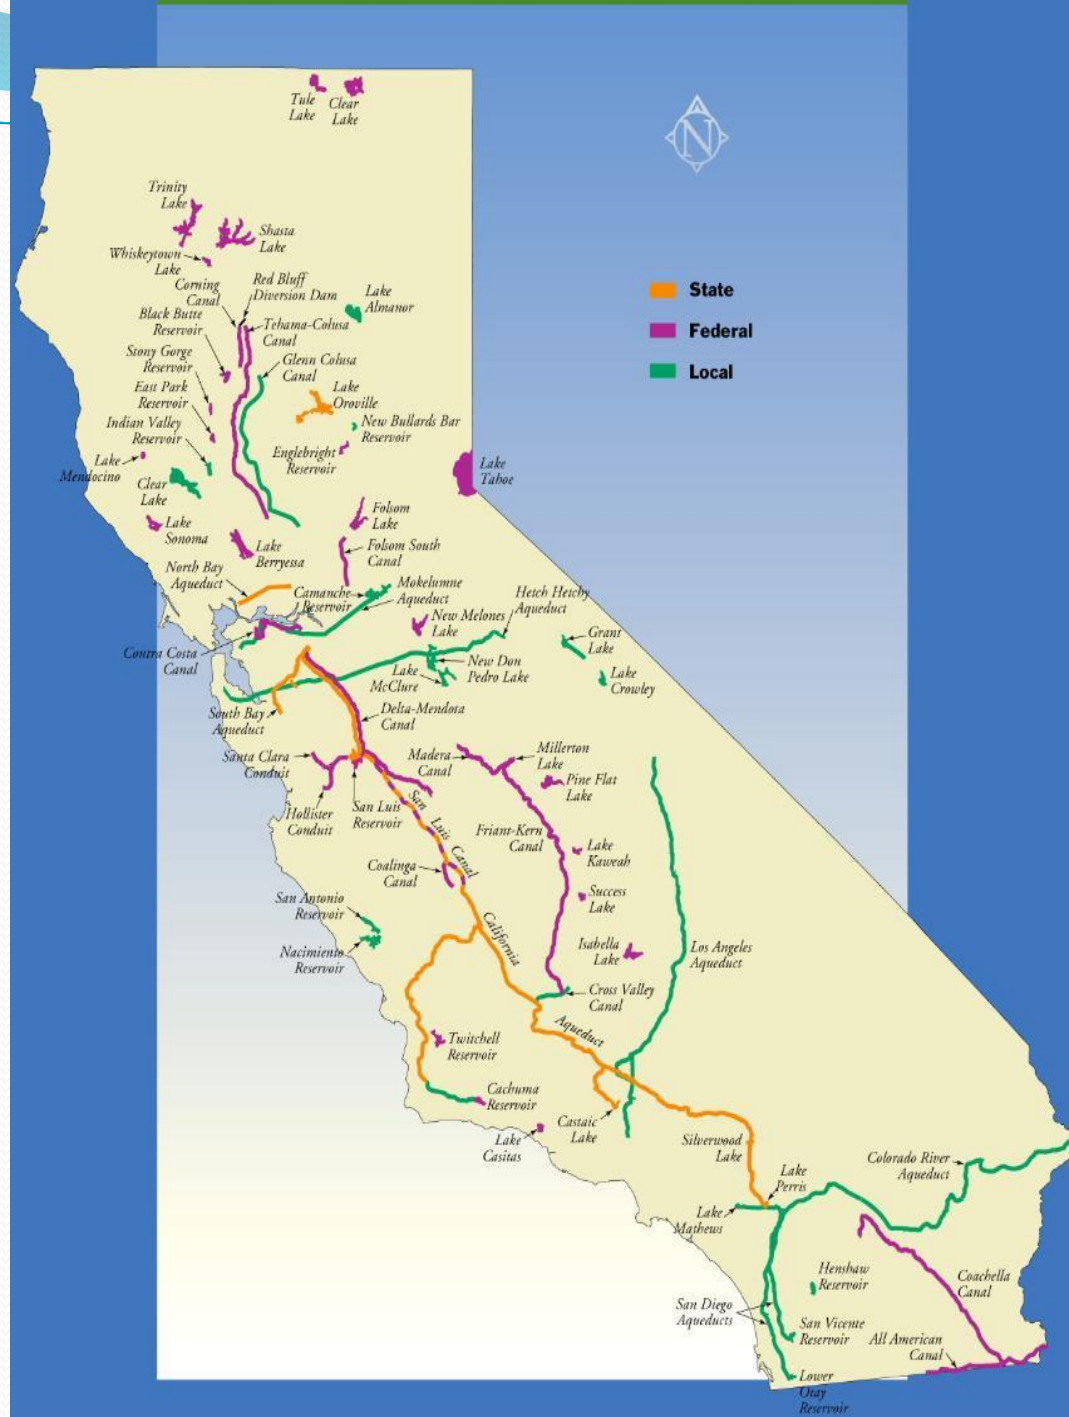 Tule
Lake
Clear
Lake
N
Trinity
Lake
Shasta
Lake
Whiskeytown
Lake
Corning
Canal
Red Bluff
Diversion Dam
Lake
Almanor
State
Federal
Local
Black Butte
Reservoir
Tehama-Colusa
Canal
Stony Gorge
Reservoir
Glenn Colusa
Canal
East Park
Reservoir
Lake
Oroville
Indian Valley
Reservoir
New Bullards Bar
Reservoir
Englebright
Reservoir
Lake
Mendocino
Clear
Lake
Lake
Tahoe
Lake
Sonoma
Folsom
Lake
Lake
Berryessa
Folsom South
Canal
North Bay
Aqueduct
Camanche
Reservoir
Mokelumne
Aqueduct
Hetch Hetchy
Aqueduct
New Melones
Lake
Grant
Lake
Contra Costa
Canal
New Don
Pedro Lake
Lake
McClure
Lake
Crowley
South Bay
Aqueduct
Delta-Mendota
Canal
Santa Clara
Conduit
Madera
Canal
Millerton
Lake
Pine Flat
Lake
Hollister
Conduit
San Luis
Reservoir
San Luis Canal
Friant-Kern
Canal
Lake
Kaweah
Coalinga
Canal
Success
Lake
San Antonio
Reservoir
California
Aqueduct
Nacimiento
Reservoir
Isabella
Lake
Los Angeles
Aqueduct
Cross Valley
Canal
Twitchell
Reservoir
Cachuma
Reservoir
Castaic
Lake
Lake
Casitas
Silverwood
Lake
Colorado River
Aqueduct
Lake
Perris
Lake
Mathews
Henshaw
Reservoir
Coachella
Canal
San Diego
Aqueducts
San Vicente
Reservoir
All American
Canal
Lower
Otay
Reservoir